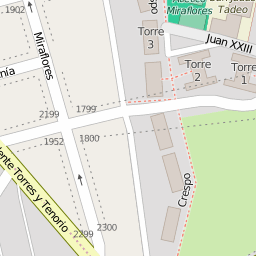 1902
Miraflores
Torre
3
Miraflores
Tadeo
Juan XXIII
Torre
2
Torre
1
1799
2199
1952
1800
Torres y Tenorio
Crespo
2300
2299